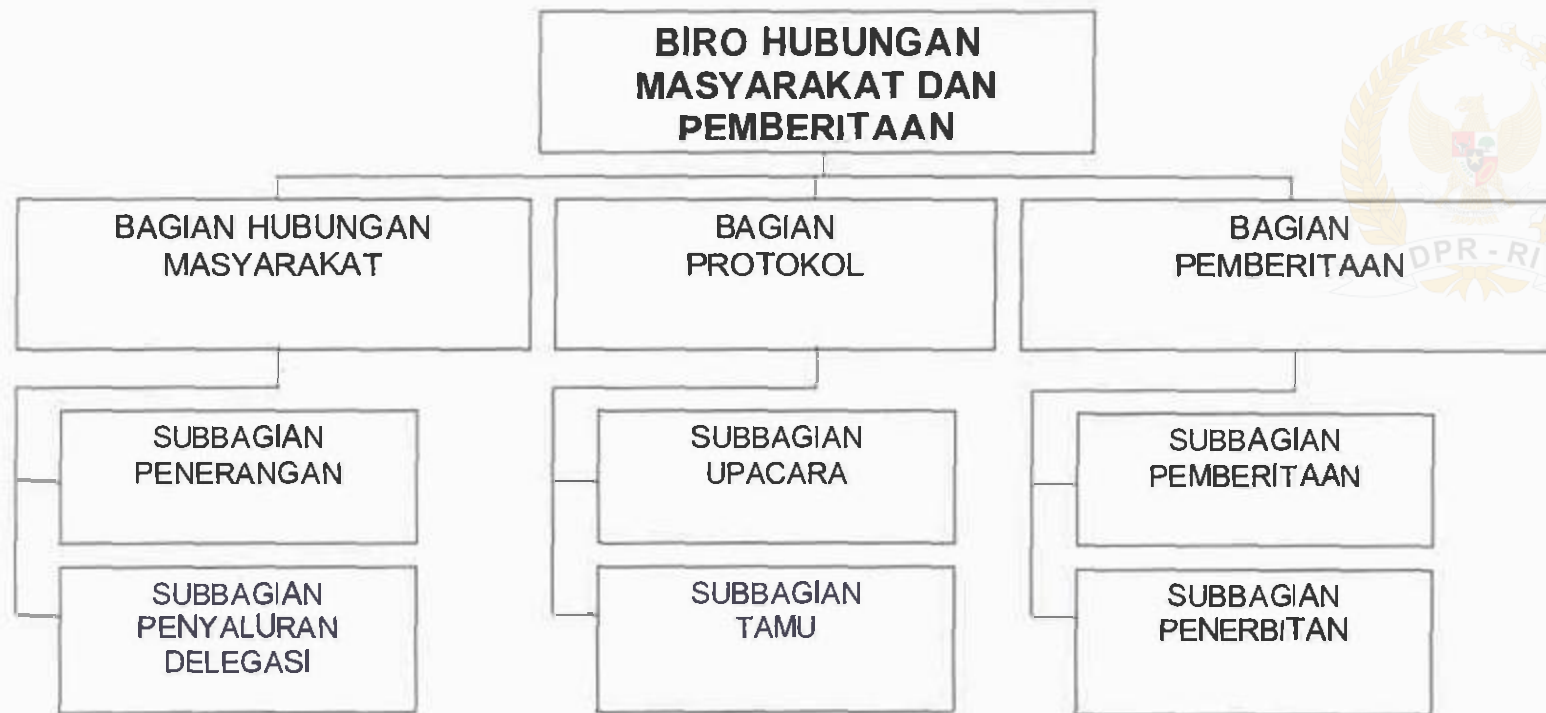 BIRO HUBUNGAN
MASYARAKAT DAN
PEMBERITAAN
BAGIAN HUBUNGAN
MASYARAKAT
BAGIAN
PROTOKOL
BAGIAN
PEMBERITAAN
DPR - RI
SUBBAGIAN
PENERANGAN
SUBBAGIAN
UPACARA
SUBBAGIAN
PEMBERITAAN
SUBBAGIAN
PENYALURAN
DELEGASI
SUBBAGIAN
TAMU
SUBBAGIAN
PENERBITAN